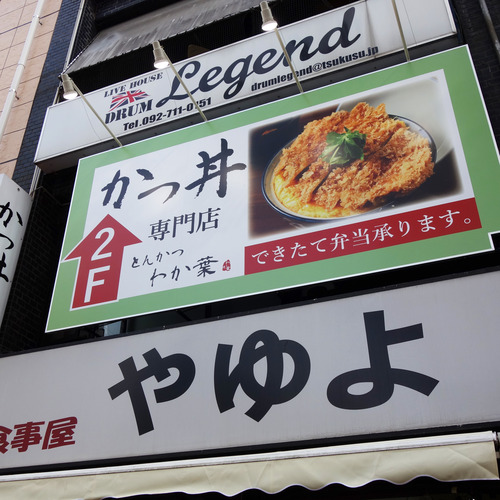 LIVE HOUSE
DRUM Legend
Tel.092-711-0151 drumlegend@tsukusu.jp
かつ丼
専門店
とんかつ
わか葉
2F
できたて弁当承ります。
かつ丼
やゆよ
食事屋